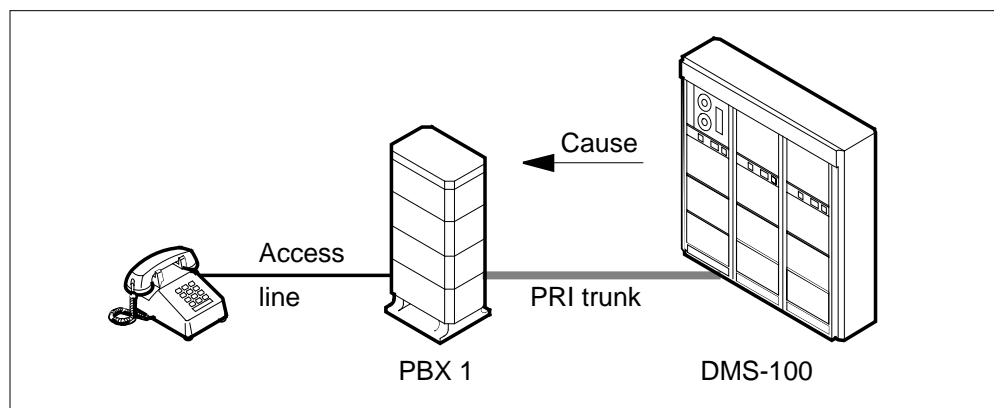 Cause
Access
line
PRI trunk
PBX 1
DMS-100